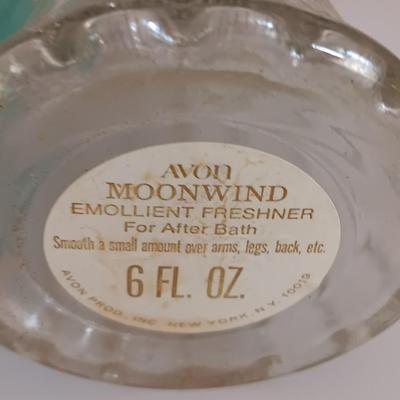 AVON
MOONWIND
EMOLLIENT FRESHNER
For After Bath
Smooth a small amount over arms, legs, back, etc.
6 FL. OZ.
AVON PROD., INC. NEW YORK, N.Y. 10019